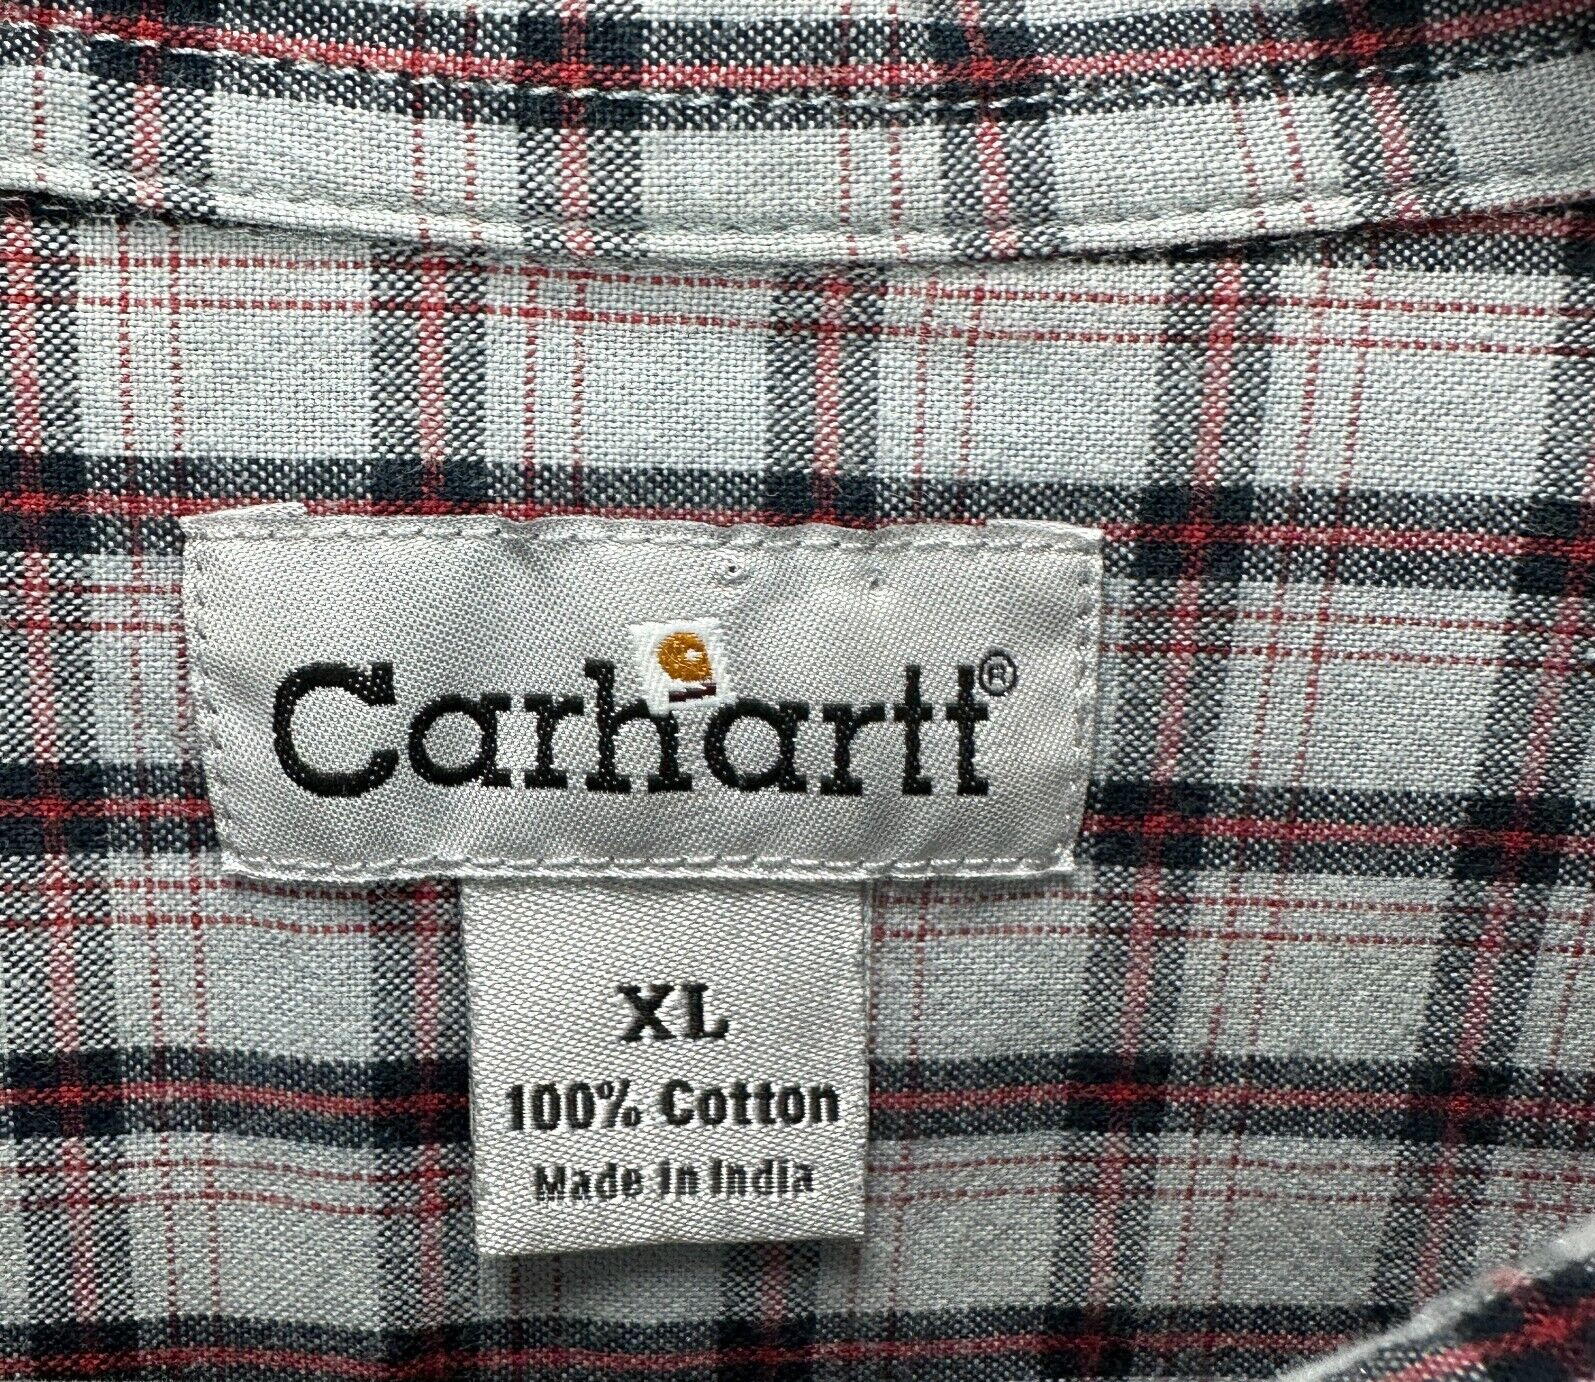 Carhartt®
XL
100% Cotton
Made in India